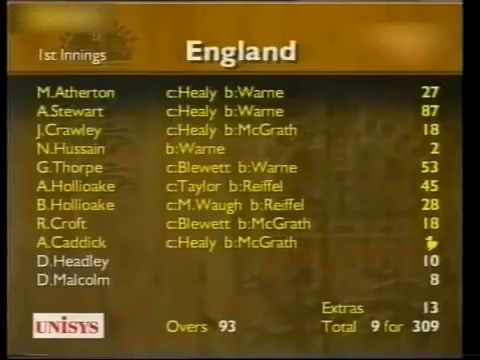 1st Innings England
M.Atherton c:Healy b:Warne 27
A.Stewart c:Healy b:Warne 87
J.Crawley c:Healy b:McGrath 18
N.Hussain b:Warne 2
G.Thorpe c:Blewett b:Warne 53
A.Hollioake c:Taylor b:Reiffel 45
B.Hollioake c:M.Waugh b:Reiffel 28
R.Croft c:Blewett b:McGrath 18
A.Caddick c:Healy b:McGrath
D.Headley 10
D.Malcolm 8
Extras 13
UNiSYS Overs 93 Total 9 for 309